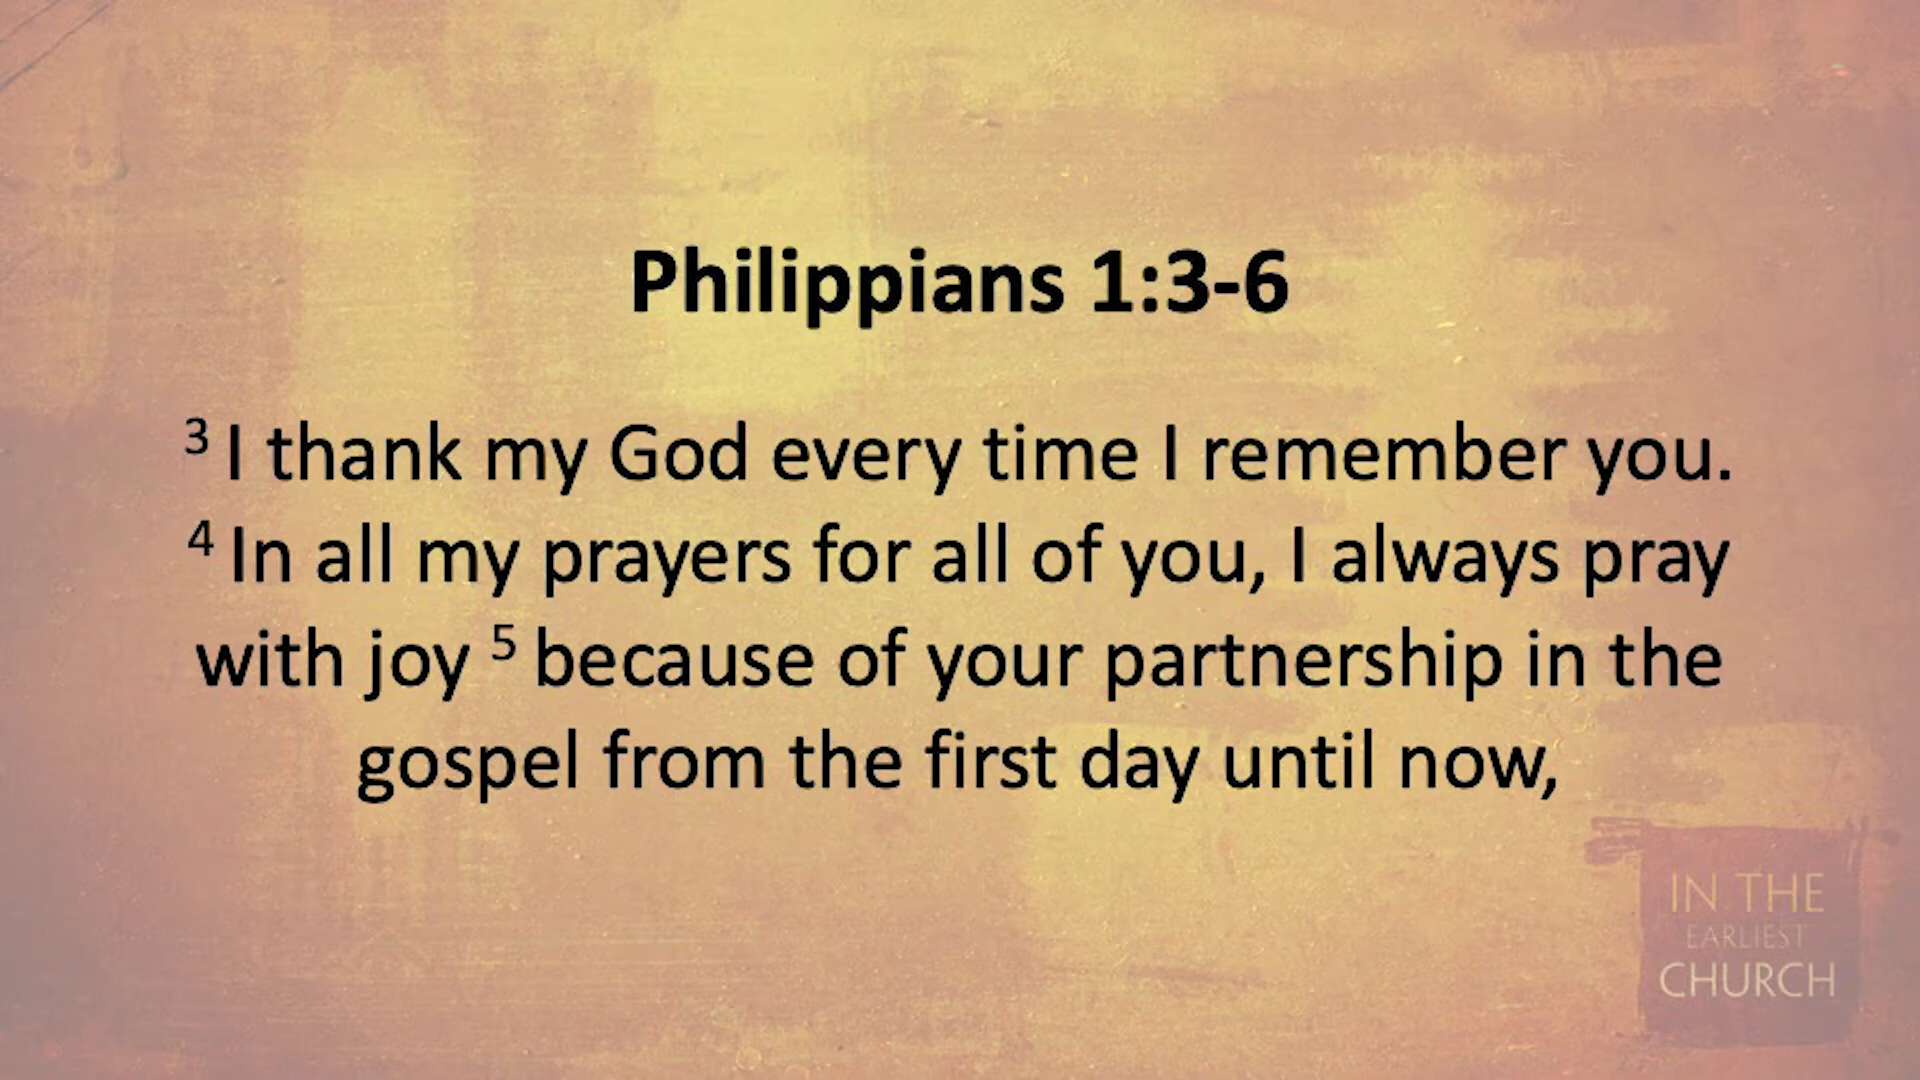 Philippians 1:3-6
3 I thank my God every time I remember you.
4 In all my prayers for all of you, I always pray
with joy 5 because of your partnership in the
gospel from the first day until now,
IN THE
EARLIEST
CHURCH